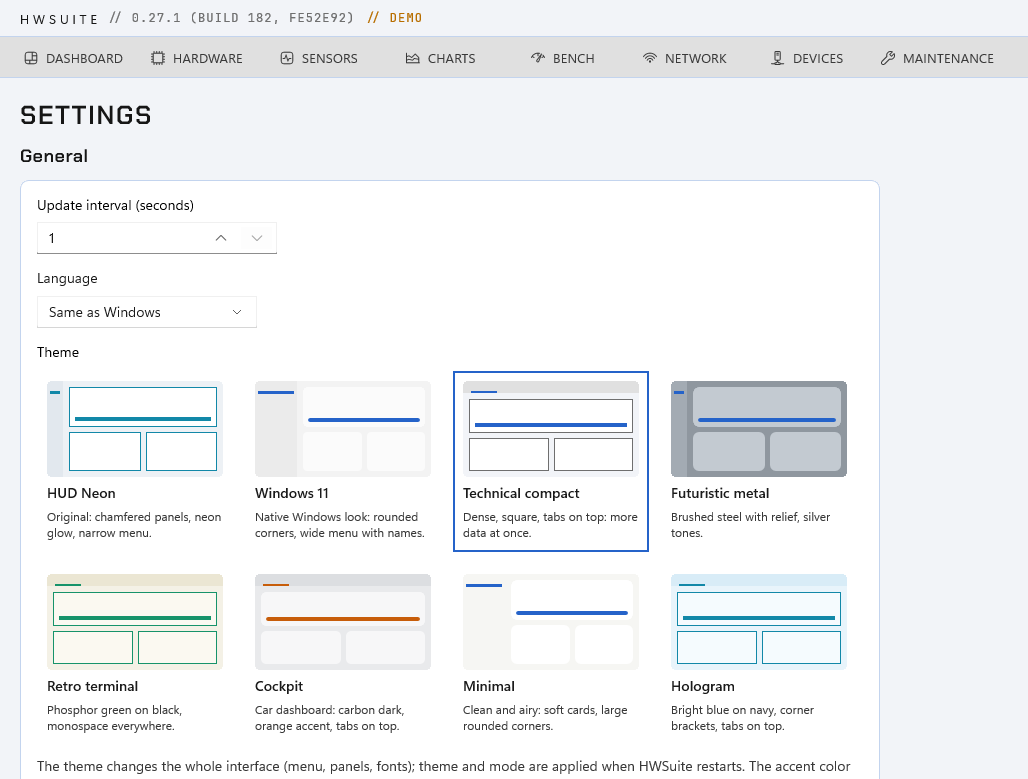 HWSUITE // 0.27.1 (BUILD 182, FE52E92) // DEMO
DASHBOARD HARDWARE SENSORS CHARTS BENCH NETWORK DEVICES MAINTENANCE
SETTINGS
General
Update interval (seconds)
1
Language
Same as Windows
Theme
HUD Neon
Original: chamfered panels, neon
glow, narrow menu.
Windows 11
Native Windows look: rounded
corners, wide menu with names.
Technical compact
Dense, square, tabs on top: more
data at once.
Futuristic metal
Brushed steel with relief, silver
tones.
Retro terminal
Phosphor green on black,
monospace everywhere.
Cockpit
Car dashboard: carbon dark,
orange accent, tabs on top.
Minimal
Clean and airy: soft cards, large
rounded corners.
Hologram
Bright blue on navy, corner
brackets, tabs on top.
The theme changes the whole interface (menu, panels, fonts); theme and mode are applied when HWSuite restarts. The accent color